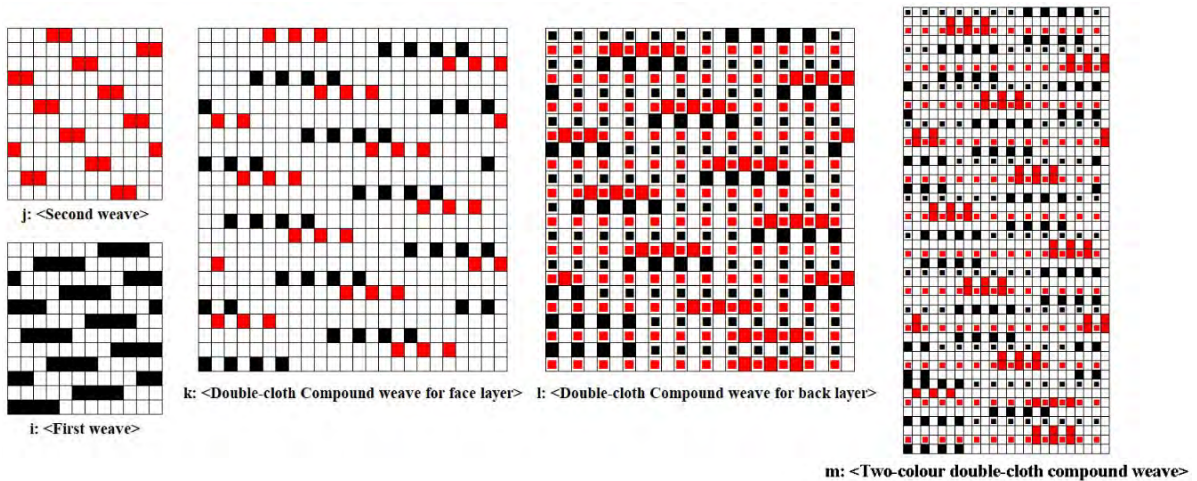 j: <Second weave>
i: <First weave>
k: <Double-cloth Compound weave for face layer>
l: <Double-cloth Compound weave for back layer>
m: <Two-colour double-cloth compound weave>